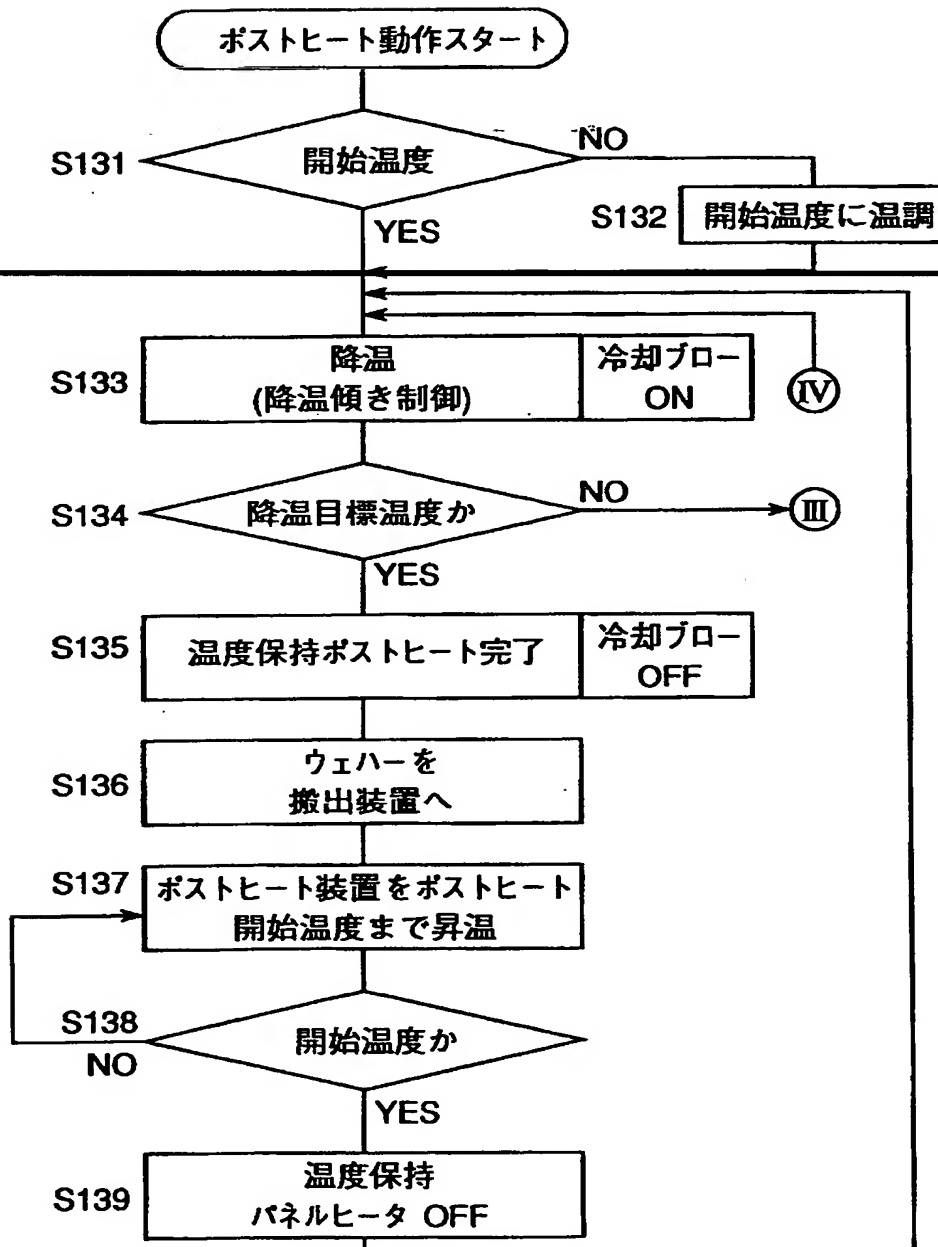 ポストヒート動作スタート
S131
開始温度
NO
YES
S132
開始温度に温調
S133
降温
(降温傾き制御)
冷却ブロー
ON
IV
S134
降温目標温度か
NO
III
YES
S135
温度保持ポストヒート完了
冷却ブロー
OFF
S136
ウェハーを
搬出装置へ
S137
ポストヒート装置をポストヒート
開始温度まで昇温
S138
開始温度か
NO
YES
S139
温度保持
パネルヒータ OFF